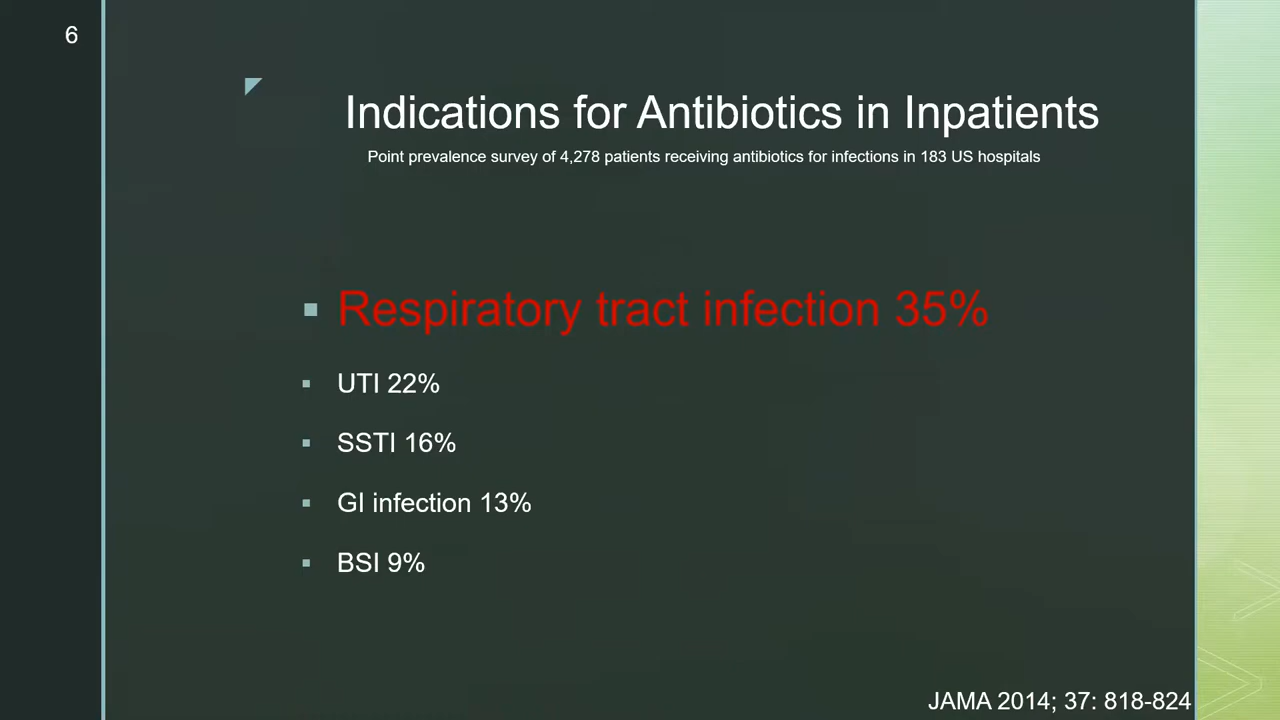 6
Indications for Antibiotics in Inpatients
Point prevalence survey of 4,278 patients receiving antibiotics for infections in 183 US hospitals
Respiratory tract infection 35%
UTI 22%
SSTI 16%
GI infection 13%
BSI 9%
JAMA 2014; 37: 818-824